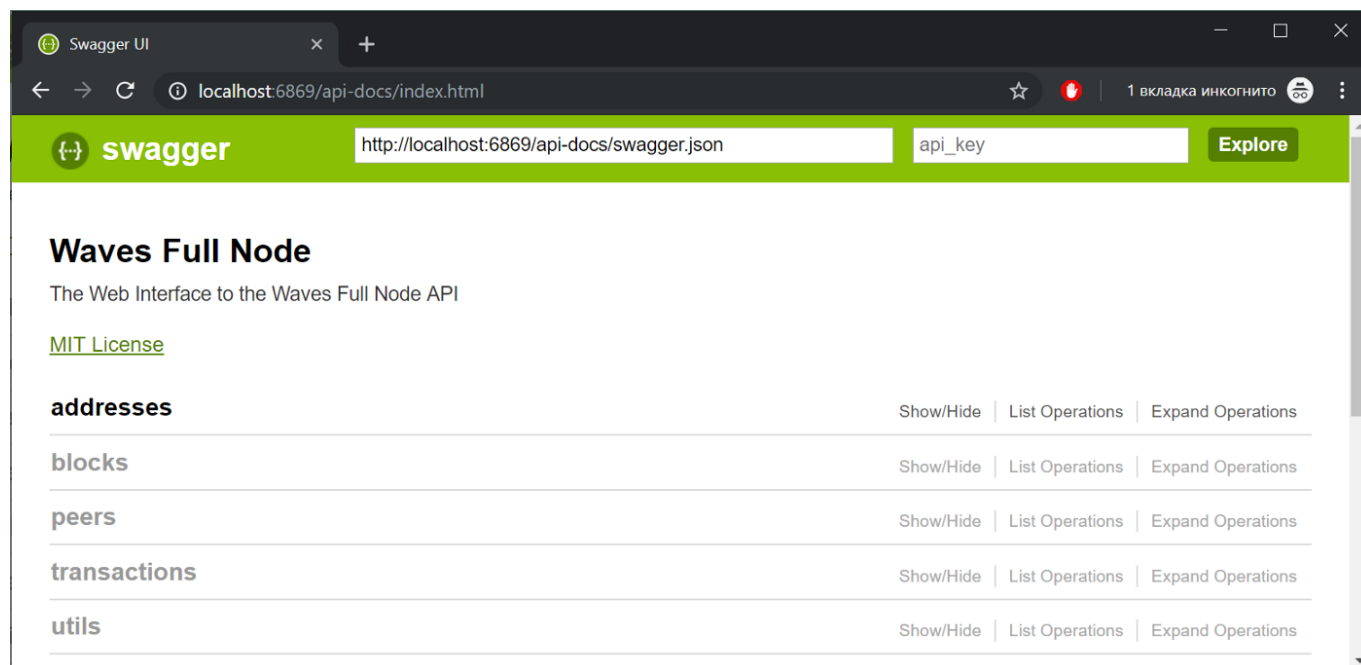 Swagger UI
localhost:6869/api-docs/index.html
1 вкладка инкогнито
swagger
http://localhost:6869/api-docs/swagger.json
api_key
Explore
Waves Full Node
The Web Interface to the Waves Full Node API
MIT License
addresses Show/Hide List Operations Expand Operations
blocks Show/Hide List Operations Expand Operations
peers Show/Hide List Operations Expand Operations
transactions Show/Hide List Operations Expand Operations
utils Show/Hide List Operations Expand Operations